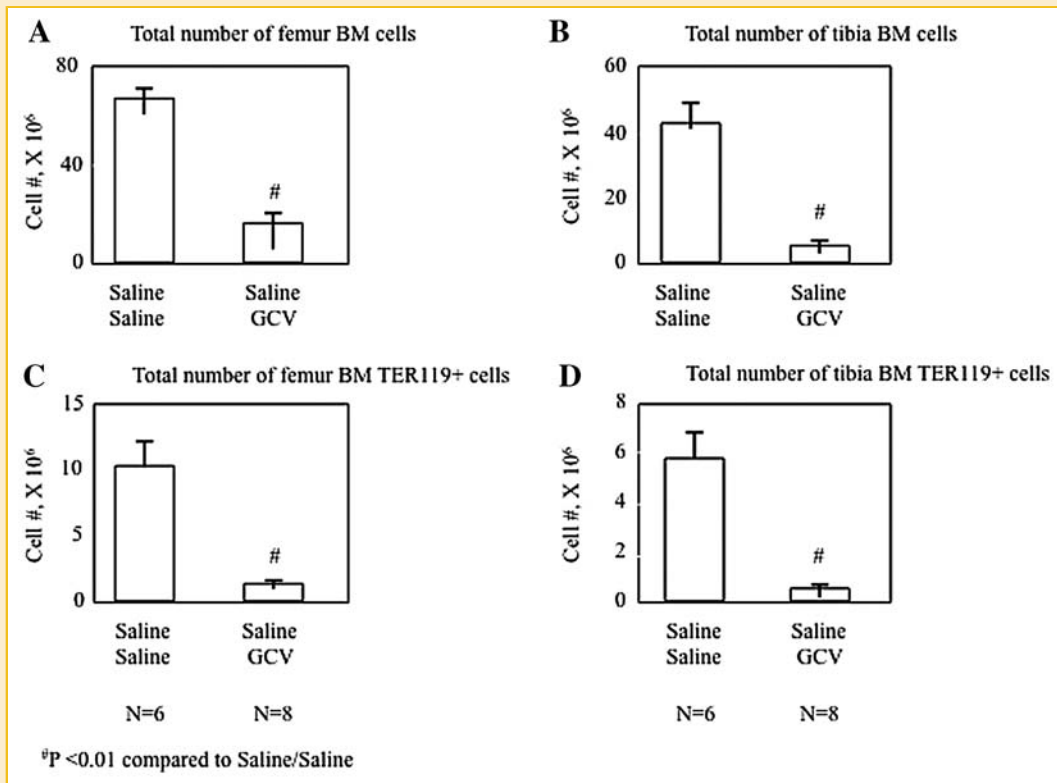 A Total number of femur BM cells
80
40
0
Cell #, X 10⁶
#
Saline Saline
Saline GCV
B Total number of tibia BM cells
60
40
20
0
Cell #, X 10⁶
#
Saline Saline
Saline GCV
C Total number of femur BM TER119+ cells
15
10
5
0
Cell #, X 10⁶
#
Saline Saline
Saline GCV
N=6 N=8
D Total number of tibia BM TER119+ cells
8
6
4
2
0
Cell #, X 10⁶
#
Saline Saline
Saline GCV
N=6 N=8
#P <0.01 compared to Saline/Saline